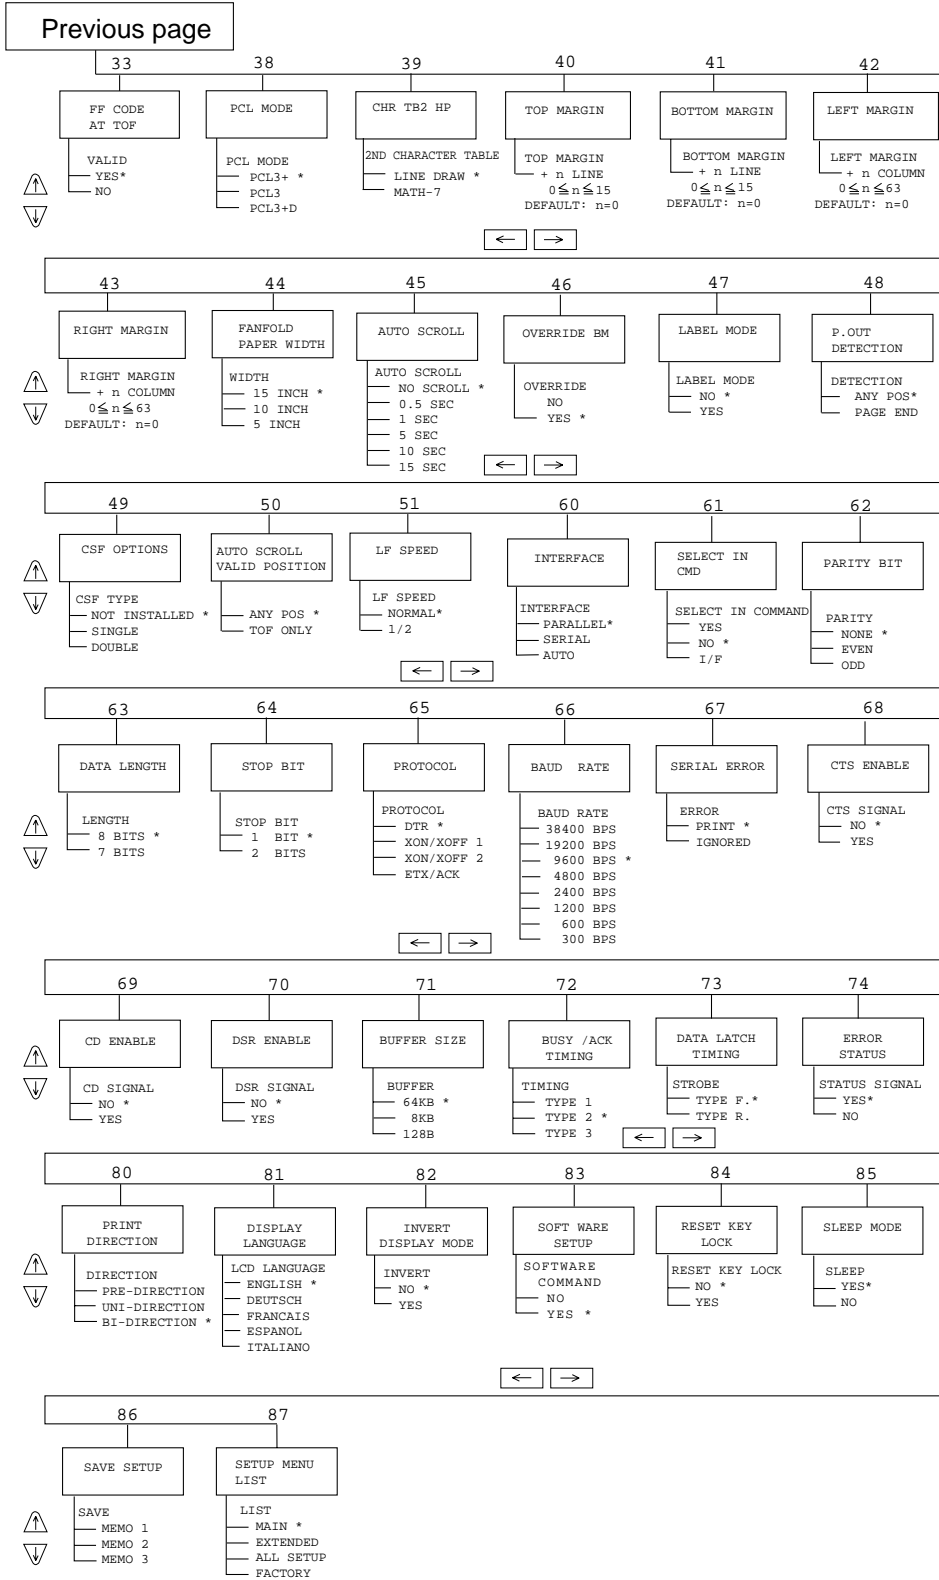 Previous page
33 38 39 40 41 42
FF CODE
AT TOF
VALID
YES*
NO
PCL MODE
PCL MODE
PCL3+ *
PCL3
PCL3+D
CHR TB2 HP
2ND CHARACTER TABLE
LINE DRAW *
MATH-7
TOP MARGIN
TOP MARGIN
+ n LINE
0≦n≦15
DEFAULT: n=0
BOTTOM MARGIN
BOTTOM MARGIN
+ n LINE
0≦n≦15
DEFAULT: n=0
LEFT MARGIN
LEFT MARGIN
+ n COLUMN
0≦n≦63
DEFAULT: n=0
43 44 45 46 47 48
RIGHT MARGIN
RIGHT MARGIN
+ n COLUMN
0≦n≦63
DEFAULT: n=0
FANFOLD
PAPER WIDTH
WIDTH
15 INCH *
10 INCH
5 INCH
AUTO SCROLL
AUTO SCROLL
NO SCROLL *
0.5 SEC
1 SEC
5 SEC
10 SEC
15 SEC
OVERRIDE BM
OVERRIDE
NO
YES *
LABEL MODE
LABEL MODE
NO *
YES
P.OUT
DETECTION
DETECTION
ANY POS*
PAGE END
49 50 51 60 61 62
CSF OPTIONS
CSF TYPE
NOT INSTALLED *
SINGLE
DOUBLE
AUTO SCROLL
VALID POSITION
ANY POS *
TOF ONLY
LF SPEED
LF SPEED
NORMAL*
1/2
INTERFACE
INTERFACE
PARALLEL*
SERIAL
AUTO
SELECT IN
CMD
SELECT IN COMMAND
YES
NO *
I/F
PARITY BIT
PARITY
NONE *
EVEN
ODD
63 64 65 66 67 68
DATA LENGTH
LENGTH
8 BITS *
7 BITS
STOP BIT
STOP BIT
1 BIT *
2 BITS
PROTOCOL
PROTOCOL
DTR *
XON/XOFF 1
XON/XOFF 2
ETX/ACK
BAUD RATE
BAUD RATE
38400 BPS
19200 BPS
9600 BPS *
4800 BPS
2400 BPS
1200 BPS
600 BPS
300 BPS
SERIAL ERROR
ERROR
PRINT *
IGNORED
CTS ENABLE
CTS SIGNAL
NO *
YES
69 70 71 72 73 74
CD ENABLE
CD SIGNAL
NO *
YES
DSR ENABLE
DSR SIGNAL
NO *
YES
BUFFER SIZE
BUFFER
64KB *
8KB
128B
BUSY /ACK
TIMING
TIMING
TYPE 1
TYPE 2 *
TYPE 3
DATA LATCH
TIMING
STROBE
TYPE F.*
TYPE R.
ERROR
STATUS
STATUS SIGNAL
YES*
NO
80 81 82 83 84 85
PRINT
DIRECTION
DIRECTION
PRE-DIRECTION
UNI-DIRECTION
BI-DIRECTION *
DISPLAY
LANGUAGE
LCD LANGUAGE
ENGLISH *
DEUTSCH
FRANCAIS
ESPANOL
ITALIANO
INVERT
DISPLAY MODE
INVERT
NO *
YES
SOFT WARE
SETUP
SOFTWARE
COMMAND
NO
YES *
RESET KEY
LOCK
RESET KEY LOCK
NO *
YES
SLEEP MODE
SLEEP
YES*
NO
86 87
SAVE SETUP
SAVE
MEMO 1
MEMO 2
MEMO 3
SETUP MENU
LIST
LIST
MAIN *
EXTENDED
ALL SETUP
FACTORY